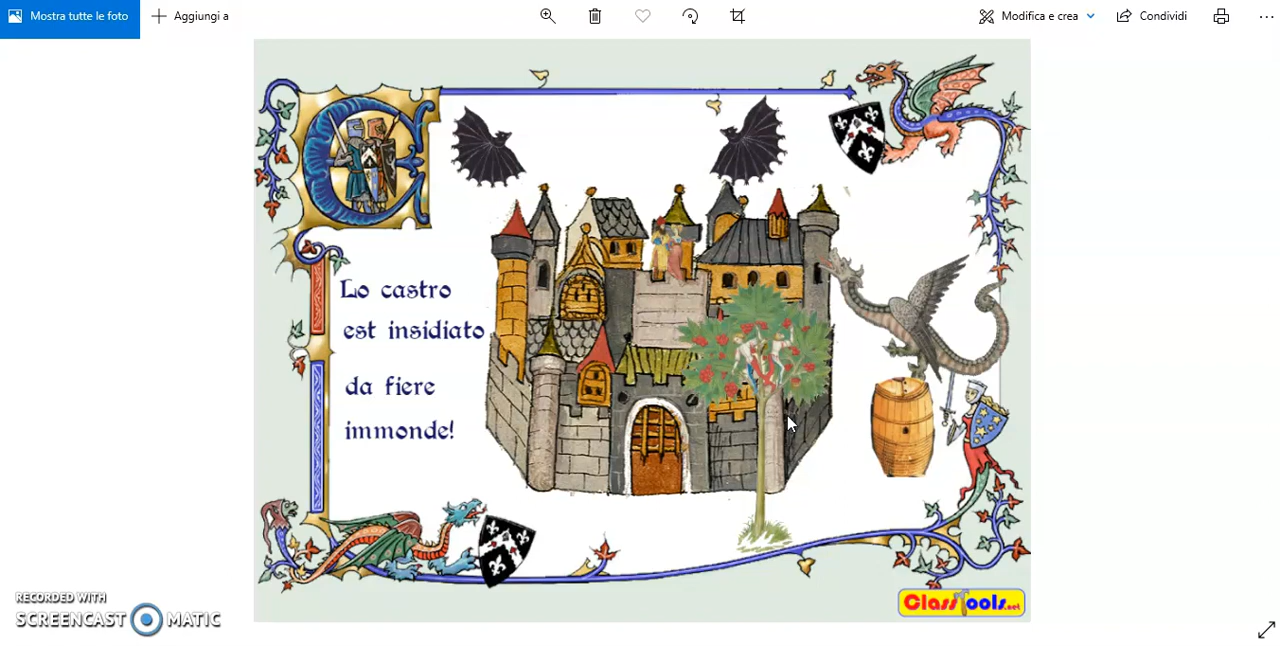 Mostra tutte le foto
Aggiungi a
Modifica e crea
Condividi
Lo castro
est insidiato
da fiere
immonde!
RECORDED WITH
SCREENCAST MATIC
ClassTools.net